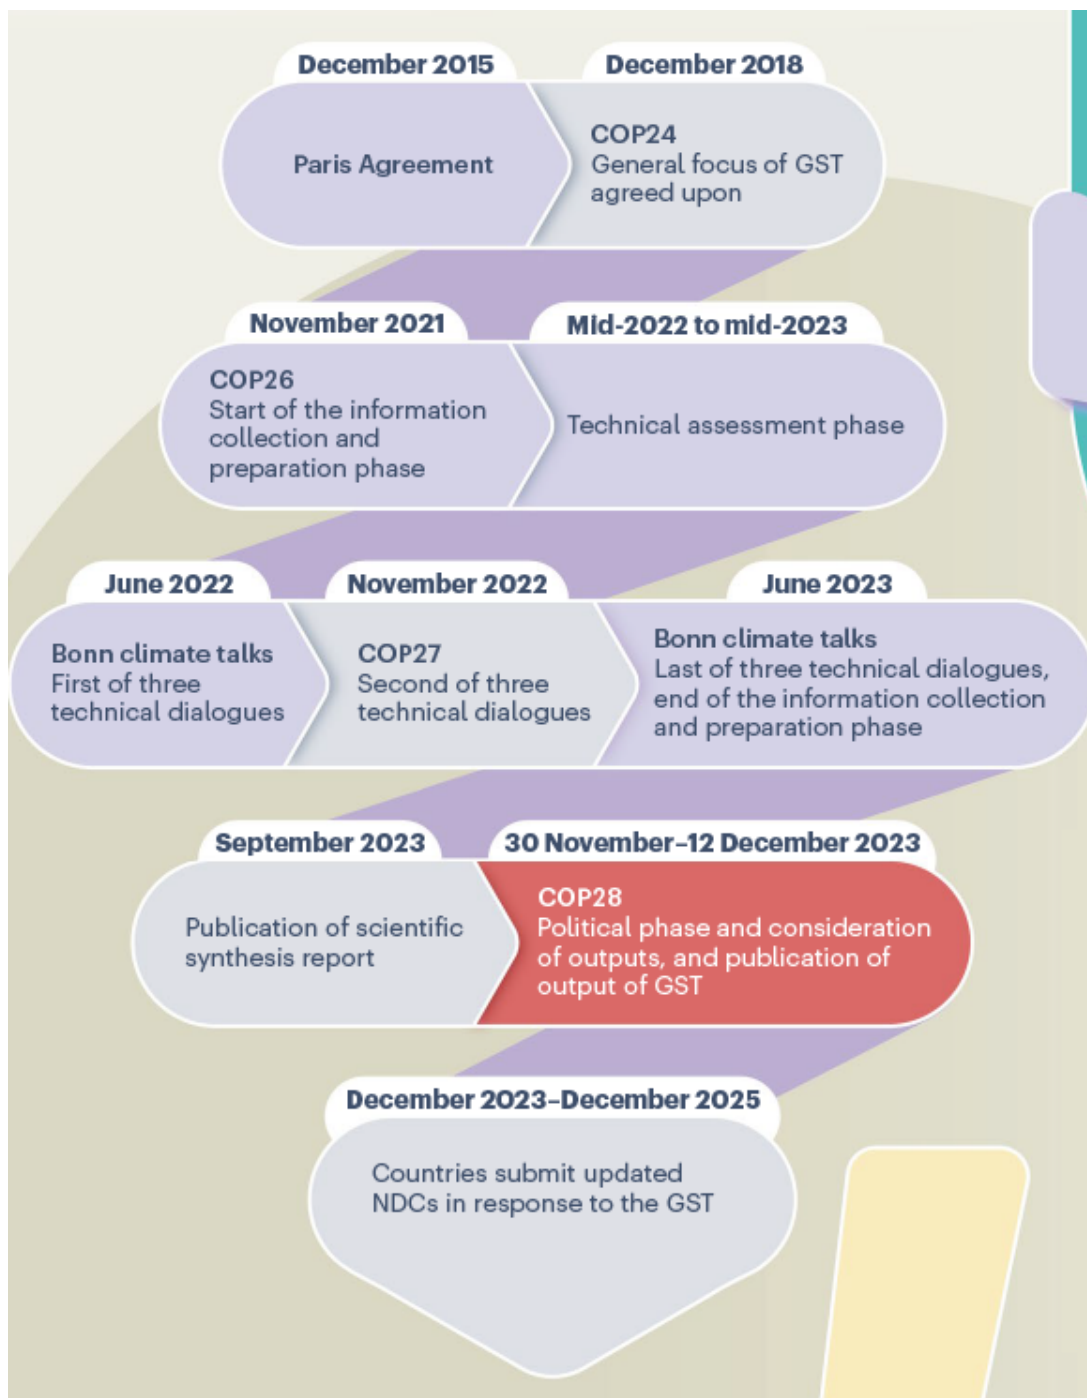 December 2015
Paris Agreement
December 2018
COP24
General focus of GST
agreed upon
November 2021
COP26
Start of the information
collection and
preparation phase
Mid-2022 to mid-2023
Technical assessment phase
June 2022
Bonn climate talks
First of three
technical dialogues
November 2022
COP27
Second of three
technical dialogues
June 2023
Bonn climate talks
Last of three technical dialogues,
end of the information collection
and preparation phase
September 2023
Publication of scientific
synthesis report
30 November–12 December 2023
COP28
Political phase and consideration
of outputs, and publication of
output of GST
December 2023–December 2025
Countries submit updated
NDCs in response to the GST